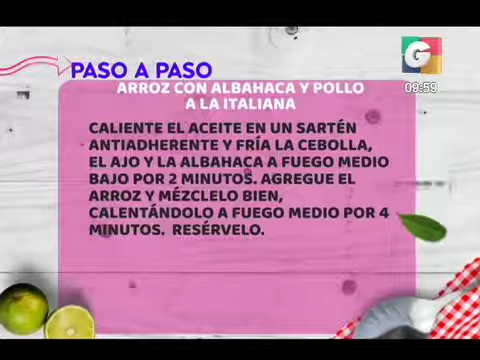 G
09:59
PASO A PASO
ARROZ CON ALBAHACA Y POLLO
A LA ITALIANA
CALIENTE EL ACEITE EN UN SARTÉN
ANTIADHERENTE Y FRÍA LA CEBOLLA,
EL AJO Y LA ALBAHACA A FUEGO MEDIO
BAJO POR 2 MINUTOS. AGREGUE EL
ARROZ Y MÉZCLELO BIEN,
CALENTÁNDOLO A FUEGO MEDIO POR 4
MINUTOS. RESÉRVELO.